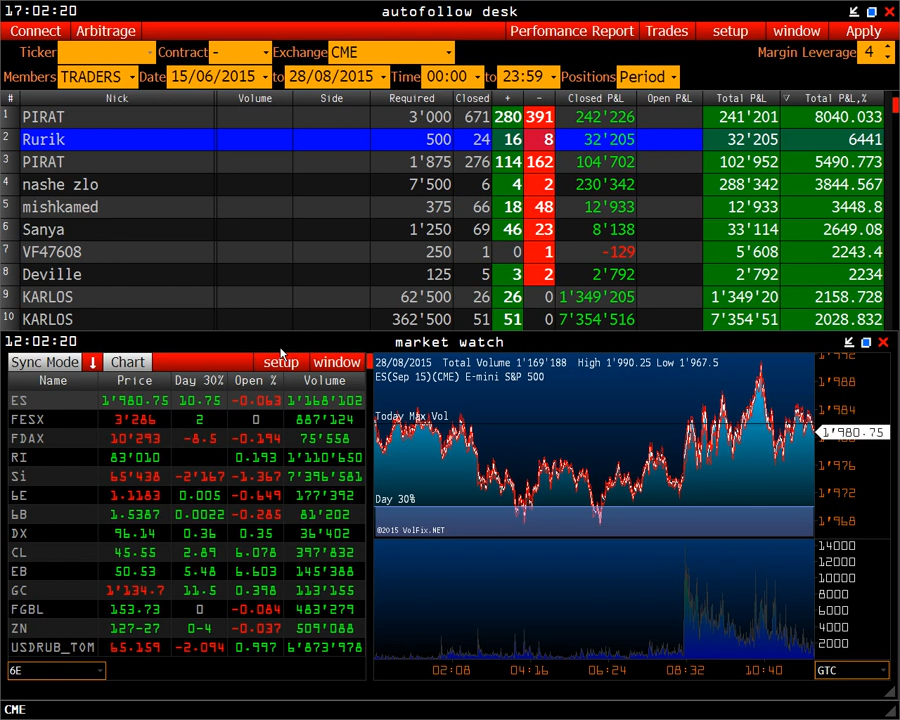 17:02:20 autofollow desk
Connect Arbitrage Perfomance Report Trades setup window Apply
Ticker Contract - Exchange CME Margin Leverage 4
Members TRADERS Date 15/06/2015 to 28/08/2015 Time 00:00 to 23:59 Positions Period
# Nick Volume Side Required Closed + - Closed P&L Open P&L Total P&L Total P&L,%
1 PIRAT 3'000 671 280 391 242'226 241'201 8040.033
2 Rurik 500 24 16 8 32'205 32'205 6441
3 PIRAT 1'875 276 114 162 104'702 102'952 5490.773
4 nashe zlo 7'500 6 4 2 230'342 288'342 3844.567
5 mishkamed 375 66 18 48 12'933 12'933 3448.8
6 Sanya 1'250 69 46 23 8'138 33'114 2649.08
7 VF47608 250 1 0 1 -129 5'608 2243.4
8 Deville 125 5 3 2 2'792 2'792 2234
9 KARLOS 62'500 26 26 0 1'349'205 1'349'20 2158.728
10 KARLOS 362'500 51 51 0 7'354'516 7'354'51 2028.832
12:02:20 market watch
Sync Mode Chart setup window
Name Price Day 30% Open % Volume
ES 1'980.75 10.75 -0.063 1'168'102
FESX 3'286 2 0 887'124
FDAX 10'293 -8.5 -0.194 75'558
RI 83'010 0.193 1'110'650
Si 65'438 -2'167 -1.367 7'396'581
6E 1.1183 0.005 -0.649 177'392
6B 1.5387 0.0022 -0.285 81'202
DX 96.14 0.36 0.35 36'402
CL 45.55 2.89 6.078 397'832
EB 50.53 5.48 6.603 145'388
GC 1'134.7 11.5 0.398 113'155
FGBL 153.73 0 -0.084 483'279
ZN 127-27 0-4 -0.037 509'088
USDRUB_TOM 65.159 -2.094 0.997 6'873'978
6E
28/08/2015 Total Volume 1'169'188 High 1'990.25 Low 1'967.5
ES(Sep 15)(CME) E-mini S&P 500
Today Max Vol
Day 30%
©2015 VolFix.NET
1'992
1'988
1'984
1'980.75
1'976
1'972
1'968
14000
12000
10000
8000
6000
4000
2000
02:08 04:16 06:24 08:32 10:40 GTC
CME